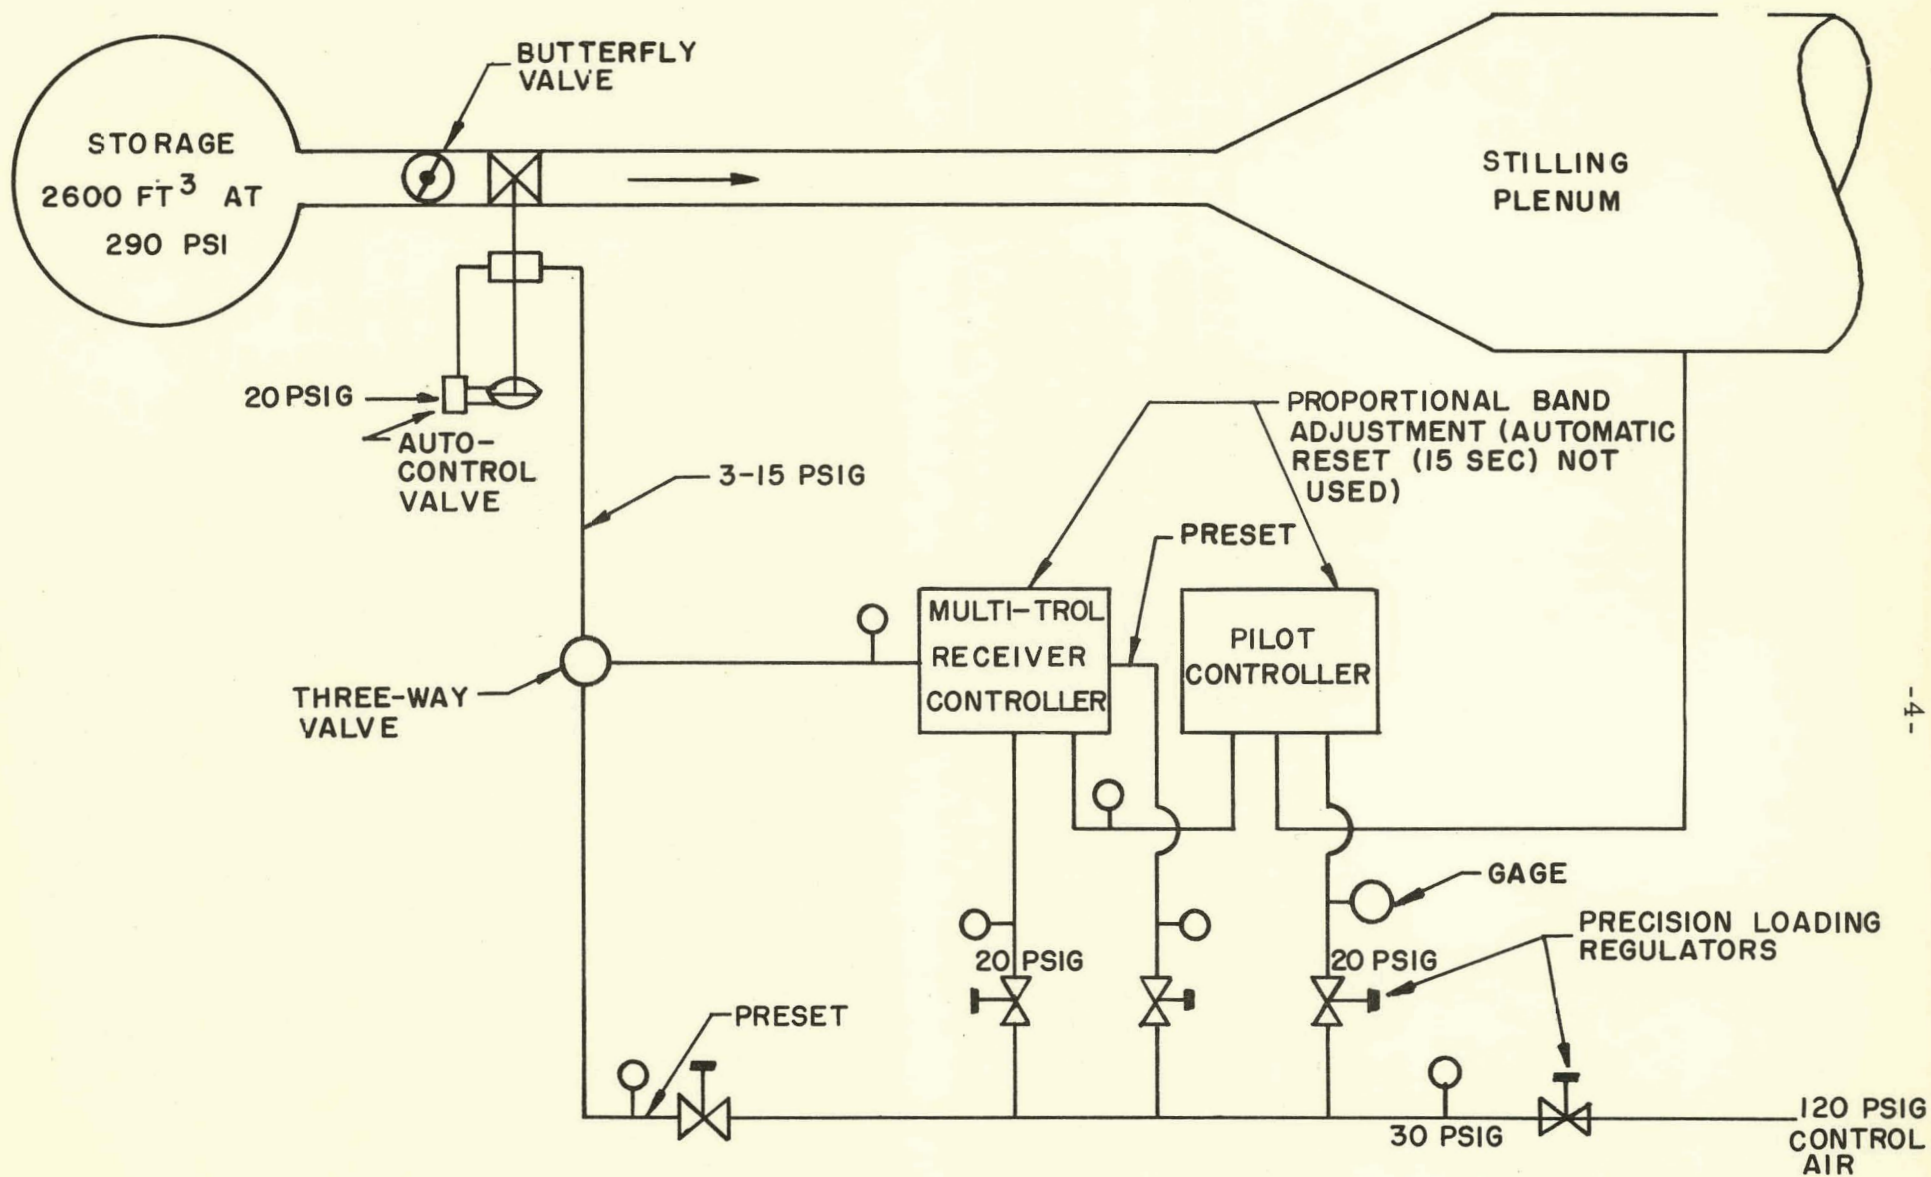 BUTTERFLY
VALVE
STORAGE
2600 FT³ AT
290 PSI
STILLING
PLENUM
20 PSIG
AUTO-
CONTROL
VALVE
3-15 PSIG
PROPORTIONAL BAND
ADJUSTMENT (AUTOMATIC
RESET (15 SEC) NOT
USED)
PRESET
MULTI-TROL
RECEIVER
CONTROLLER
PILOT
CONTROLLER
THREE-WAY
VALVE
-4-
GAGE
PRECISION LOADING
REGULATORS
20 PSIG
20 PSIG
PRESET
30 PSIG
120 PSIG
CONTROL
AIR